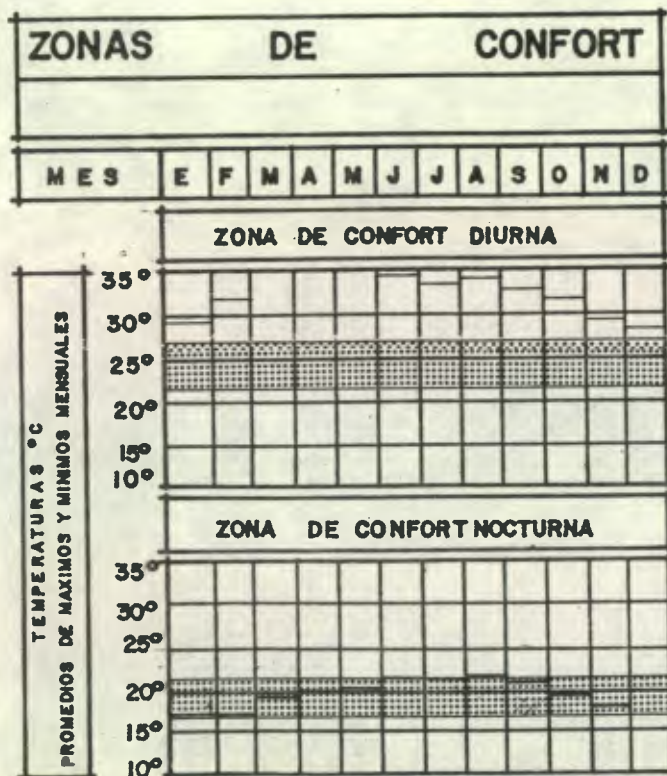 ZONAS DE CONFORT
MES E F M A M J J A S O N D
ZONA DE CONFORT DIURNA
TEMPERATURAS °C
PROMEDIOS DE MAXIMOS Y MINIMOS MENSUALES
35°
30°
25°
20°
15°
10°
ZONA DE CONFORT NOCTURNA
35°
30°
25°
20°
15°
10°